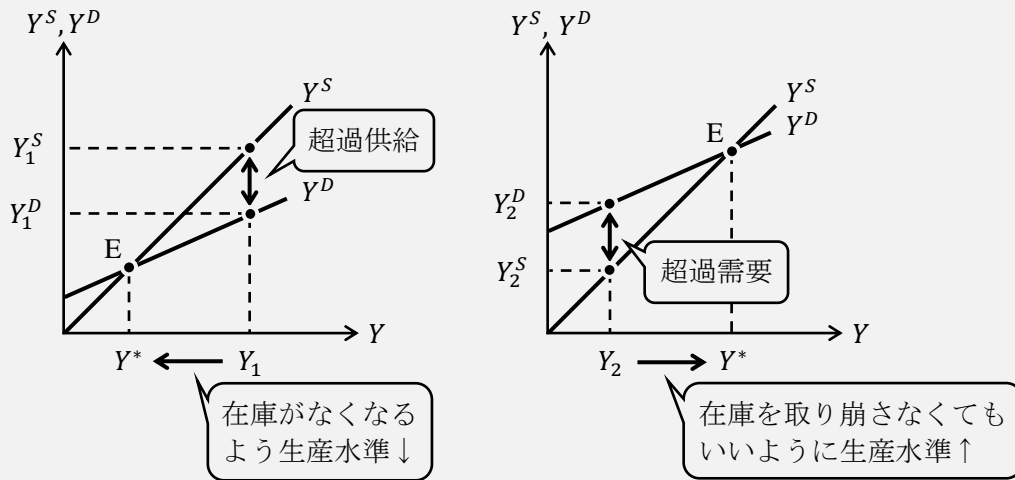 Y^S, Y^D
Y^S
Y_1^S
超過供給
Y_1^D
Y^D
E
Y
Y^* Y_1
在庫がなくなる
よう生産水準↓
Y^S, Y^D
Y^S
E
Y^D
Y_2^D
Y_2^S
超過需要
Y
Y_2 Y^*
在庫を取り崩さなくても
いいように生産水準↑